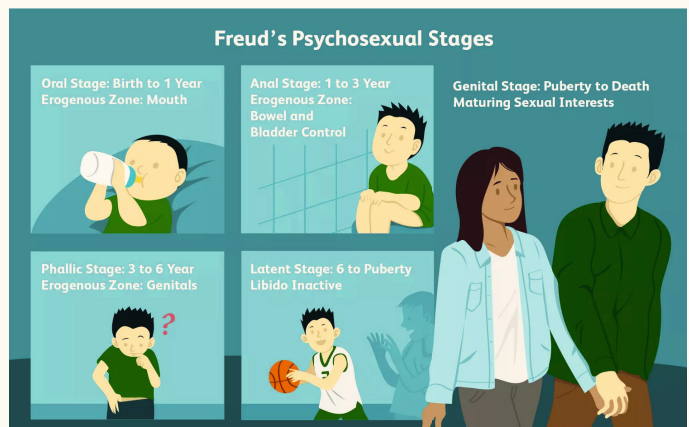 Freud's Psychosexual Stages
Oral Stage: Birth to 1 Year
Erogenous Zone: Mouth
Anal Stage: 1 to 3 Year
Erogenous Zone:
Bowel and
Bladder Control
Genital Stage: Puberty to Death
Maturing Sexual Interests
Phallic Stage: 3 to 6 Year
Erogenous Zone: Genitals
?
Latent Stage: 6 to Puberty
Libido Inactive